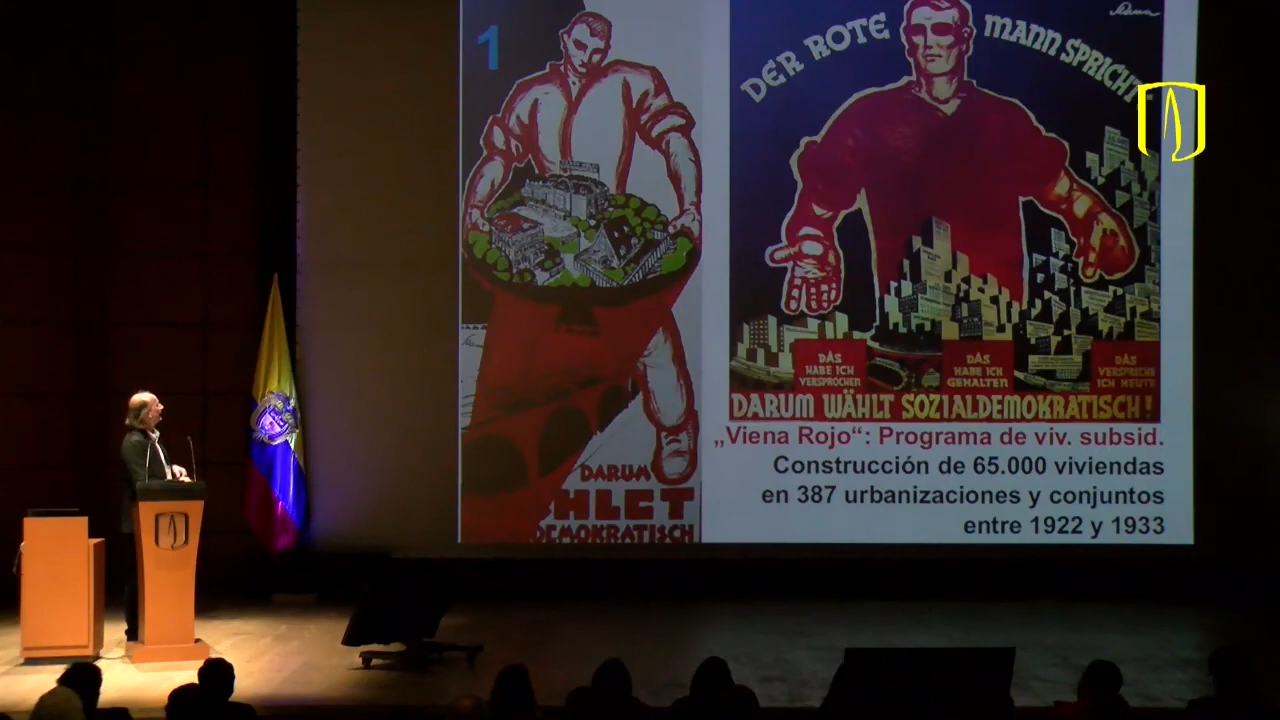 1
DER ROTE MANN SPRICHT:
DAS
HABE ICH
VERSPROCHEN
DAS
HABE ICH
GEHALTEN
DAS
VERSPRECHE
ICH HEUTE
DARUM WÄHLT SOZIALDEMOKRATISCH!
DARUM
HLET
DEMOKRATISCH
„Viena Rojo“: Programa de viv. subsid.
Construcción de 65.000 viviendas
en 387 urbanizaciones y conjuntos
entre 1922 y 1933